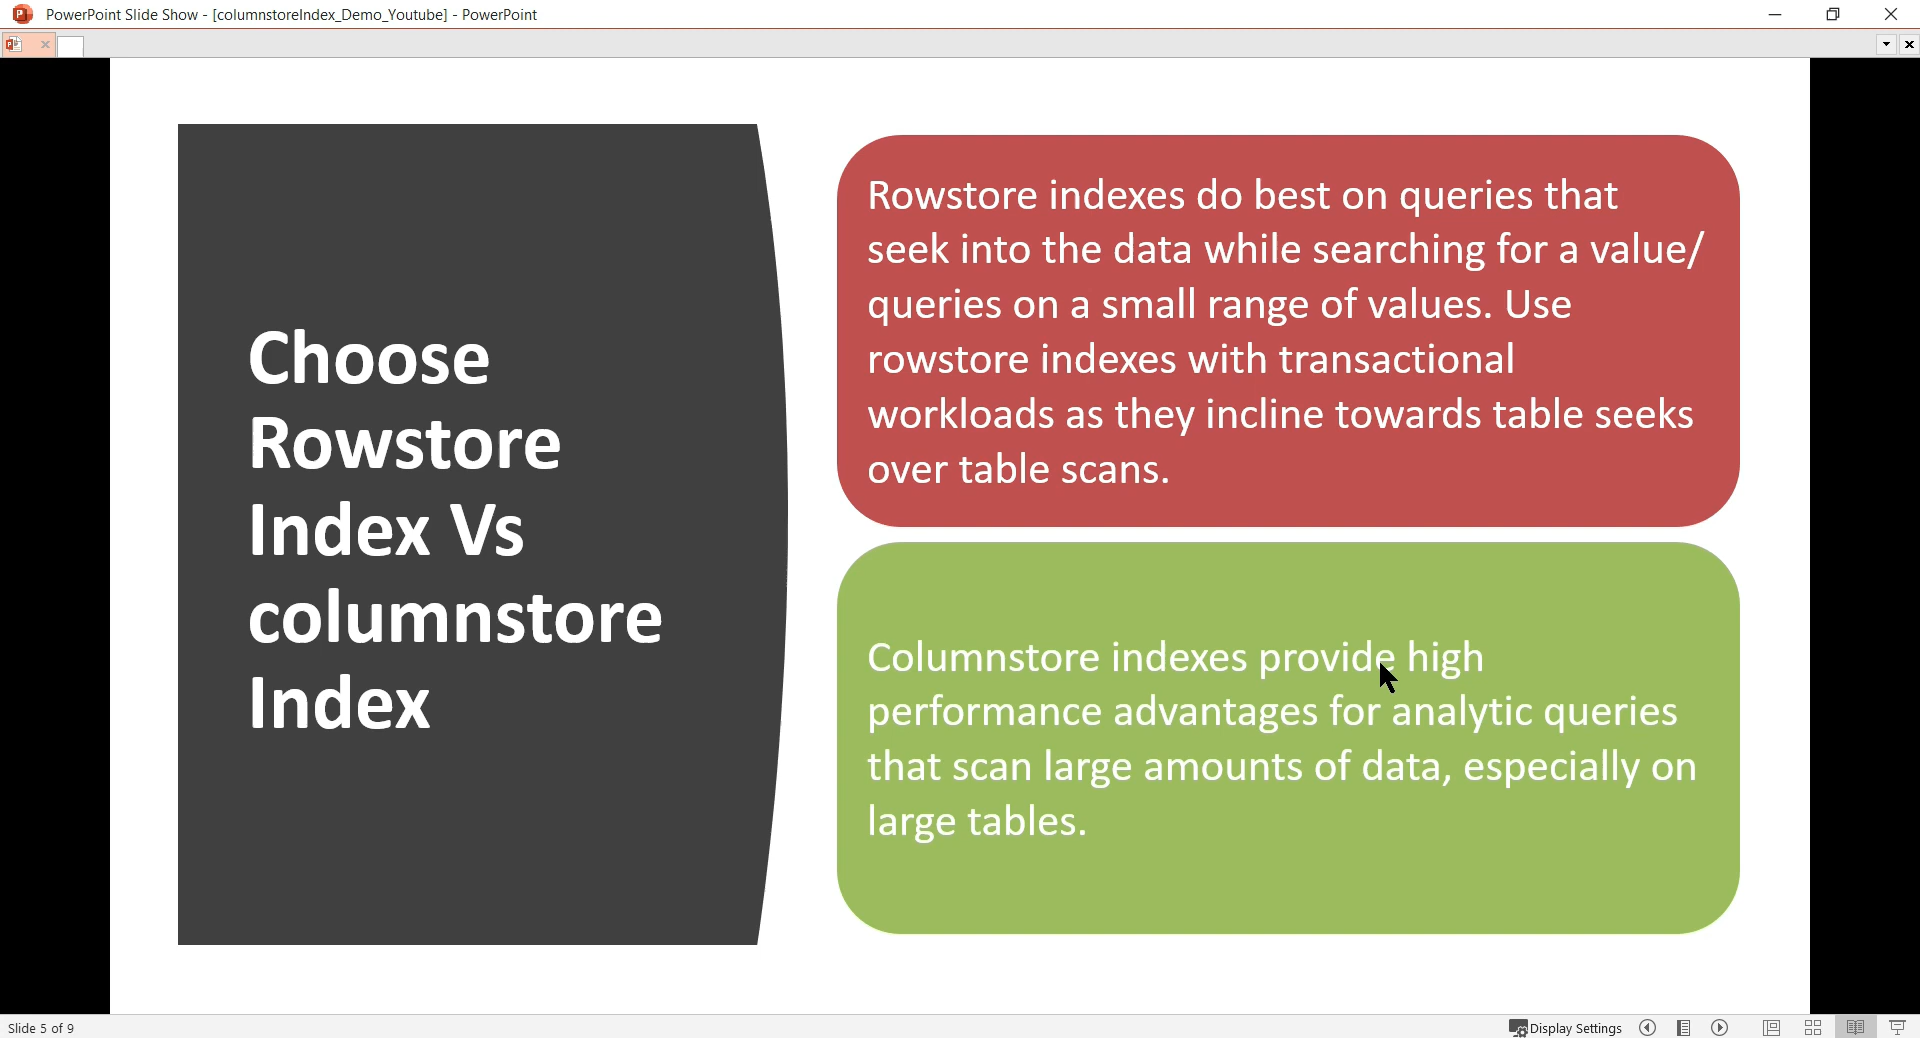 PowerPoint Slide Show - [columnstoreIndex_Demo_Youtube] - PowerPoint
Choose
Rowstore
Index Vs
columnstore
Index
Rowstore indexes do best on queries that
seek into the data while searching for a value/
queries on a small range of values. Use
rowstore indexes with transactional
workloads as they incline towards table seeks
over table scans.
Columnstore indexes provide high
performance advantages for analytic queries
that scan large amounts of data, especially on
large tables.
Slide 5 of 9
Display Settings